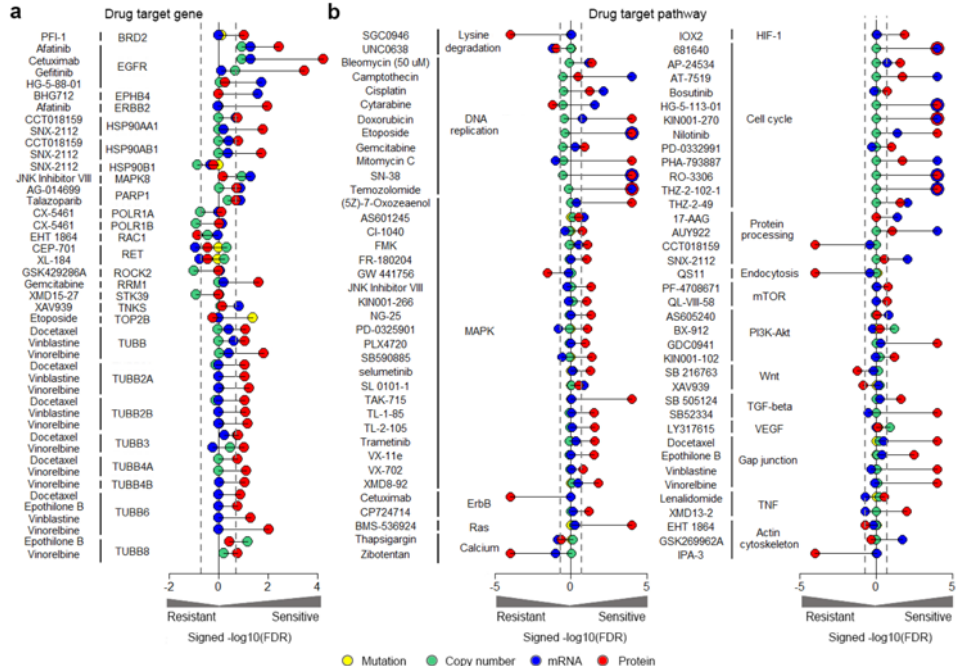 a
Drug target gene
PFI-1
BRD2
Afatinib
Cetuximab
EGFR
Gefitinib
HG-5-88-01
BHG712
EPHB4
Afatinib
ERBB2
CCT018159
HSP90AA1
SNX-2112
CCT018159
HSP90AB1
SNX-2112
SNX-2112
HSP90B1
JNK Inhibitor VIII
MAPK8
AG-014699
PARP1
Talazoparib
CX-5461
POLR1A
CX-5461
POLR1B
EHT 1864
RAC1
CEP-701
RET
XL-184
GSK429286A
ROCK2
Gemcitabine
RRM1
XMD15-27
STK39
XAV939
TNKS
Etoposide
TOP2B
Docetaxel
Vinblastine
TUBB
Vinorelbine
Docetaxel
Vinblastine
TUBB2A
Vinorelbine
Docetaxel
Vinblastine
TUBB2B
Vinorelbine
Docetaxel
TUBB3
Vinorelbine
Docetaxel
TUBB4A
Vinorelbine
Vinorelbine
TUBB4B
Docetaxel
Epothilone B
TUBB6
Vinblastine
Vinorelbine
Epothilone B
TUBB8
Vinorelbine
-2 0 2 4
Resistant Sensitive
Signed -log10(FDR)
b
Drug target pathway
SGC0946
Lysine
UNC0638
degradation
Bleomycin (50 uM)
Camptothecin
Cisplatin
Cytarabine
DNA
Doxorubicin
replication
Etoposide
Gemcitabine
Mitomycin C
SN-38
Temozolomide
(5Z)-7-Oxozeaenol
AS601245
CI-1040
FMK
FR-180204
GW 441756
JNK Inhibitor VIII
KIN001-266
NG-25
PD-0325901
MAPK
PLX4720
SB590885
selumetinib
SL 0101-1
TAK-715
TL-1-85
TL-2-105
Trametinib
VX-11e
VX-702
XMD8-92
Cetuximab
ErbB
CP724714
BMS-536924
Ras
Thapsigargin
Calcium
Zibotentan
-5 0 5
Resistant Sensitive
Signed -log10(FDR)
IOX2
HIF-1
681640
AP-24534
AT-7519
Bosutinib
HG-5-113-01
Cell cycle
KIN001-270
Nilotinib
PD-0332991
PHA-793887
RO-3306
THZ-2-102-1
THZ-2-49
17-AAG
Protein
AUY922
processing
CCT018159
SNX-2112
QS11
Endocytosis
PF-4708671
mTOR
QL-VIII-58
AS605240
BX-912
PI3K-Akt
GDC0941
KIN001-102
SB 216763
Wnt
XAV939
SB 505124
TGF-beta
SB52334
LY317615
VEGF
Docetaxel
Epothilone B
Gap junction
Vinblastine
Vinorelbine
Lenalidomide
TNF
XMD13-2
EHT 1864
Actin
GSK269962A
cytoskeleton
IPA-3
-5 0 5
Resistant Sensitive
Signed -log10(FDR)
Mutation Copy number mRNA Protein